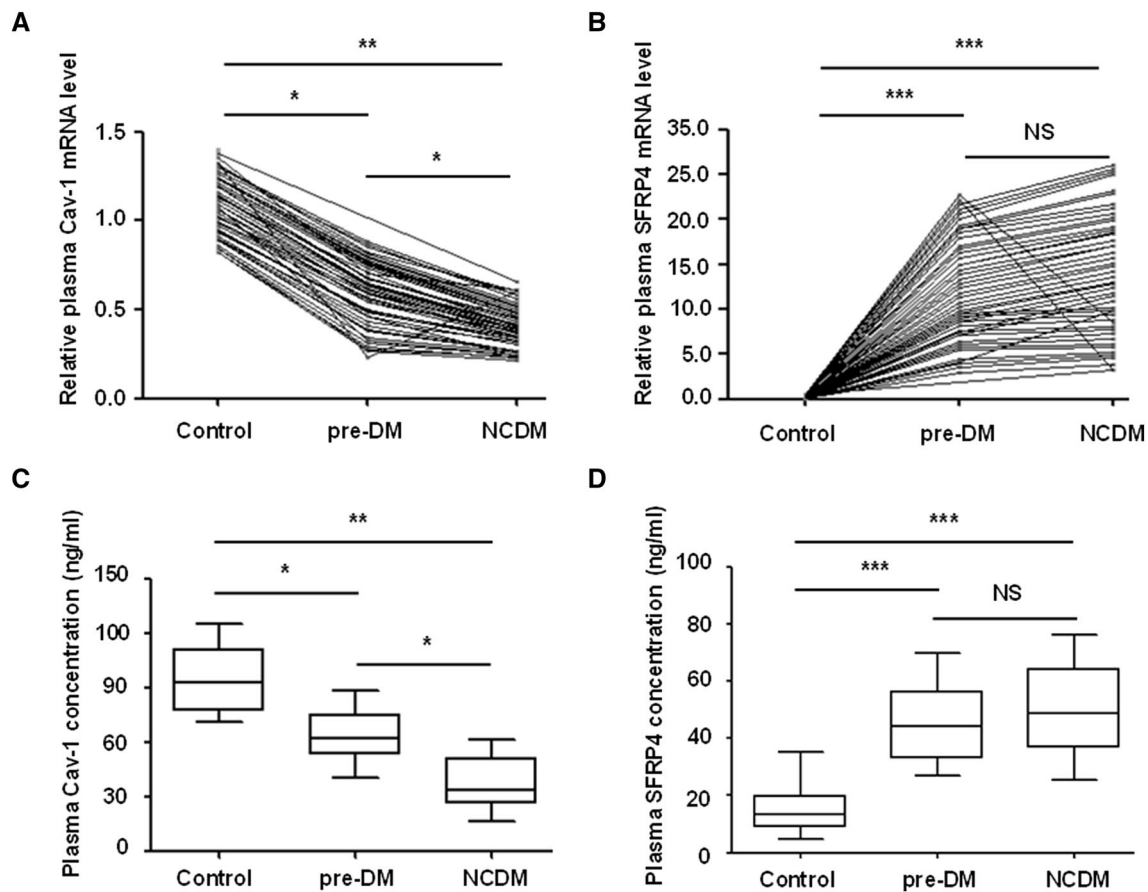 A
**
*
*
Relative plasma Cav-1 mRNA level
1.5
1.0
0.5
0.0
Control pre-DM NCDM
B
***
***
NS
Relative plasma SFRP4 mRNA level
35.0
25.0
20.0
15.0
10.0
5.0
0.0
Control pre-DM NCDM
C
**
*
*
Plasma Cav-1 concentration (ng/ml)
150
100
90
60
30
0
Control pre-DM NCDM
D
***
***
NS
Plasma SFRP4 concentration (ng/ml)
100
80
60
40
20
0
Control pre-DM NCDM